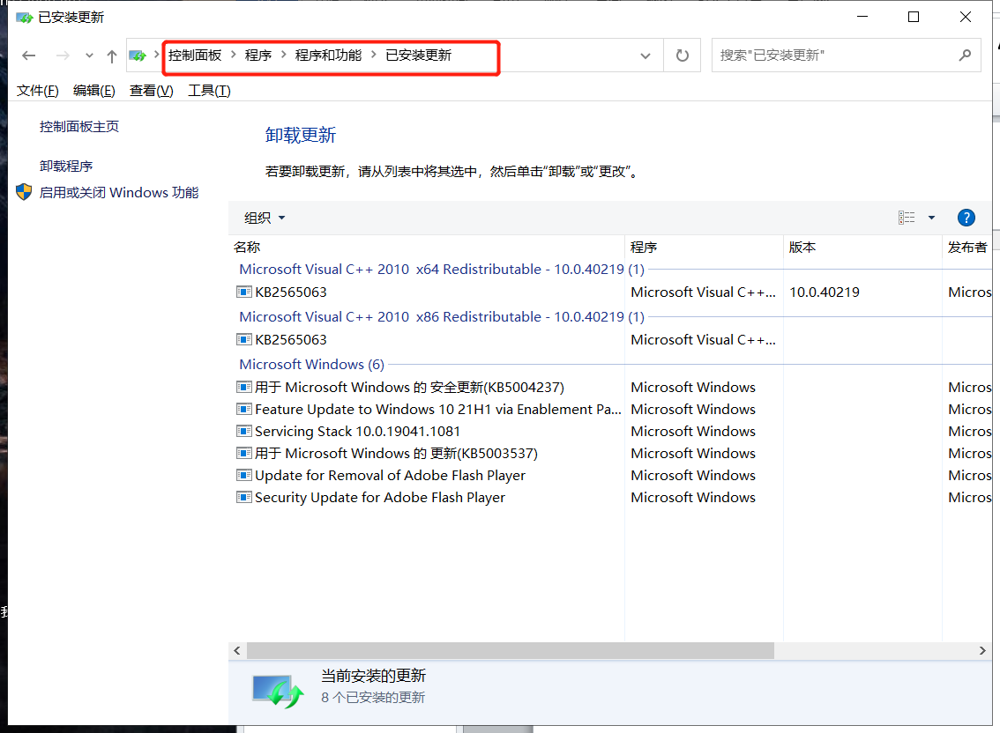 已安装更新
控制面板 程序 程序和功能 已安装更新
搜索"已安装更新"
文件(F) 编辑(E) 查看(V) 工具(T)
控制面板主页
卸载程序
启用或关闭 Windows 功能
卸载更新
若要卸载更新，请从列表中将其选中，然后单击“卸载”或“更改”。
组织
名称 程序 版本 发布者
Microsoft Visual C++ 2010  x64 Redistributable - 10.0.40219 (1)
KB2565063 Microsoft Visual C++... 10.0.40219 Micros
Microsoft Visual C++ 2010  x86 Redistributable - 10.0.40219 (1)
KB2565063 Microsoft Visual C++...
Microsoft Windows (6)
用于 Microsoft Windows 的 安全更新(KB5004237) Microsoft Windows Micros
Feature Update to Windows 10 21H1 via Enablement Pa... Microsoft Windows Micros
Servicing Stack 10.0.19041.1081 Microsoft Windows Micros
用于 Microsoft Windows 的 更新(KB5003537) Microsoft Windows Micros
Update for Removal of Adobe Flash Player Microsoft Windows Micros
Security Update for Adobe Flash Player Microsoft Windows Micros
当前安装的更新
8 个已安装的更新